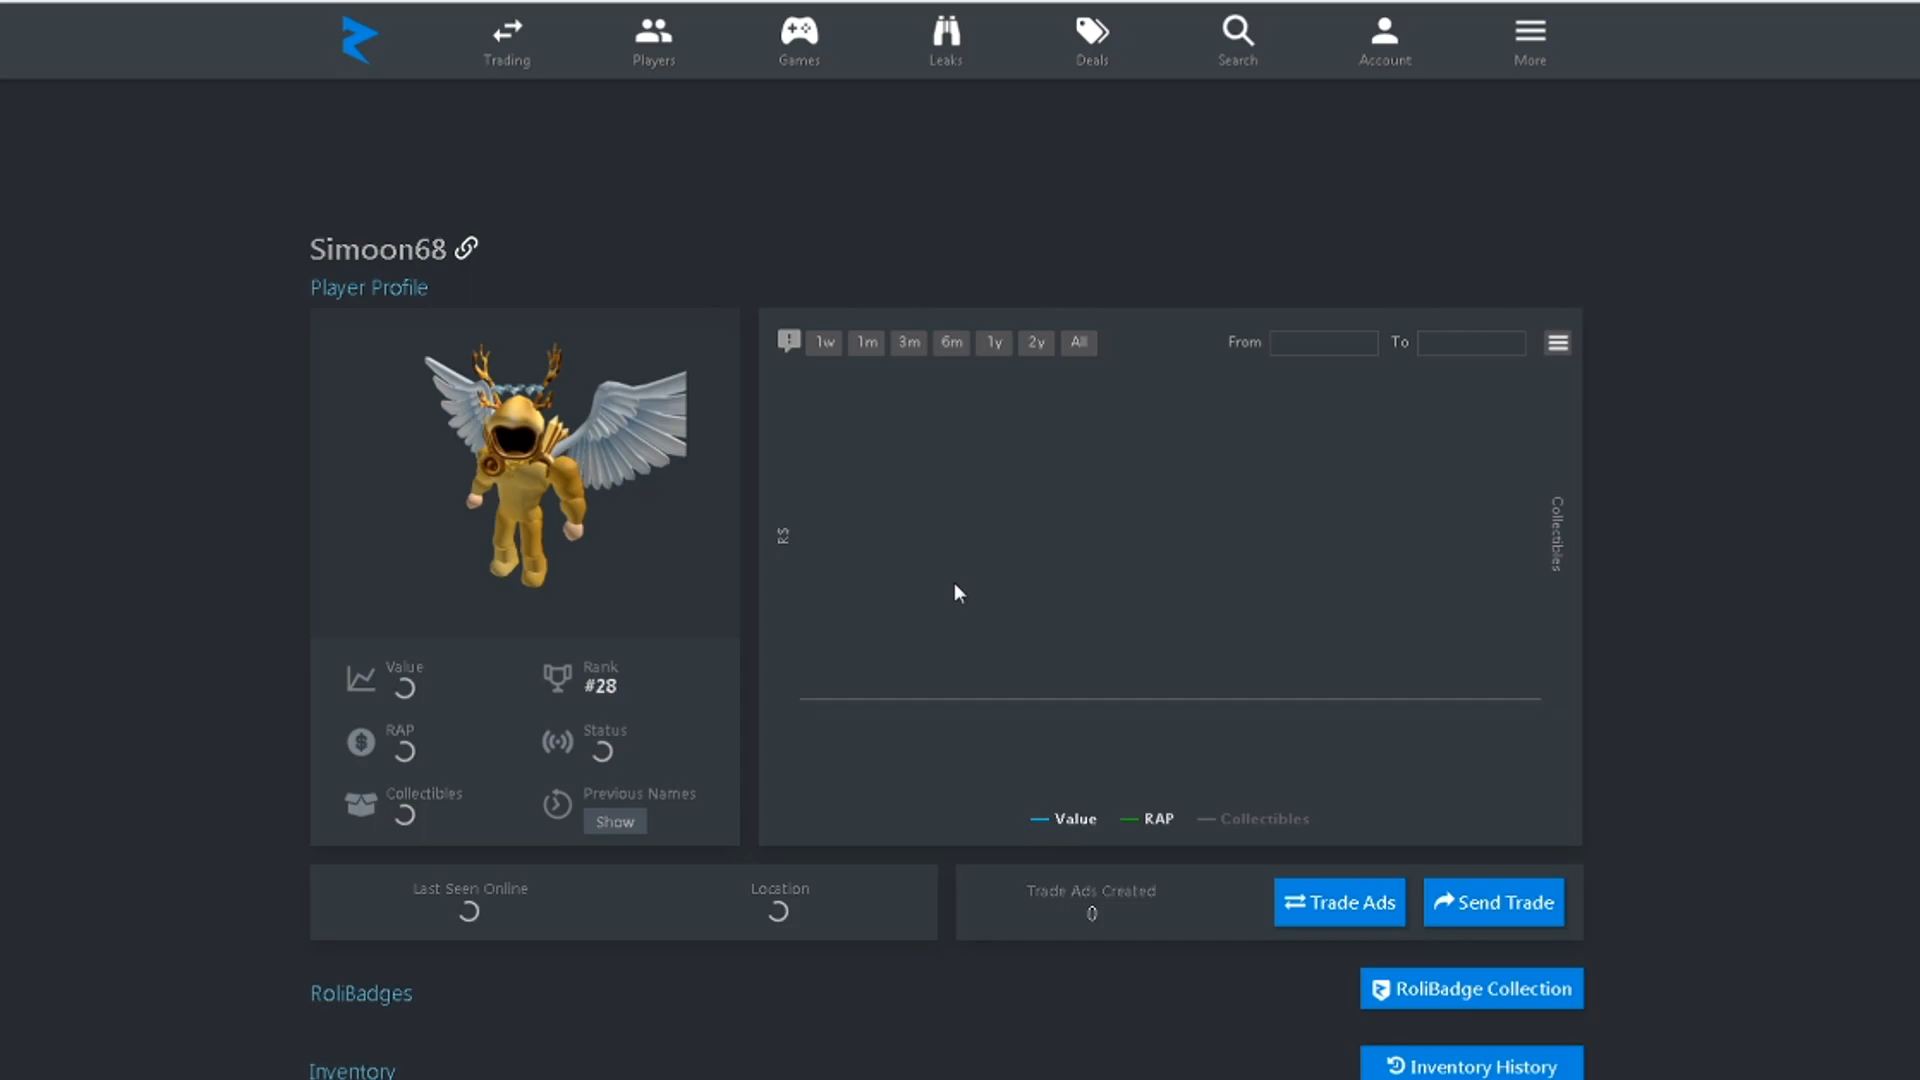 Trading
Players
Games
Leaks
Deals
Search
Account
More
Simoon68
Player Profile
1w 1m 3m 6m 1y 2y All
From To
R$
Collectibles
Value
Rank
#28
RAP
Status
Collectibles
Previous Names
Show
Value RAP Collectibles
Last Seen Online
Location
Trade Ads Created
0
Trade Ads
Send Trade
RoliBadges
RoliBadge Collection
Inventory
Inventory History